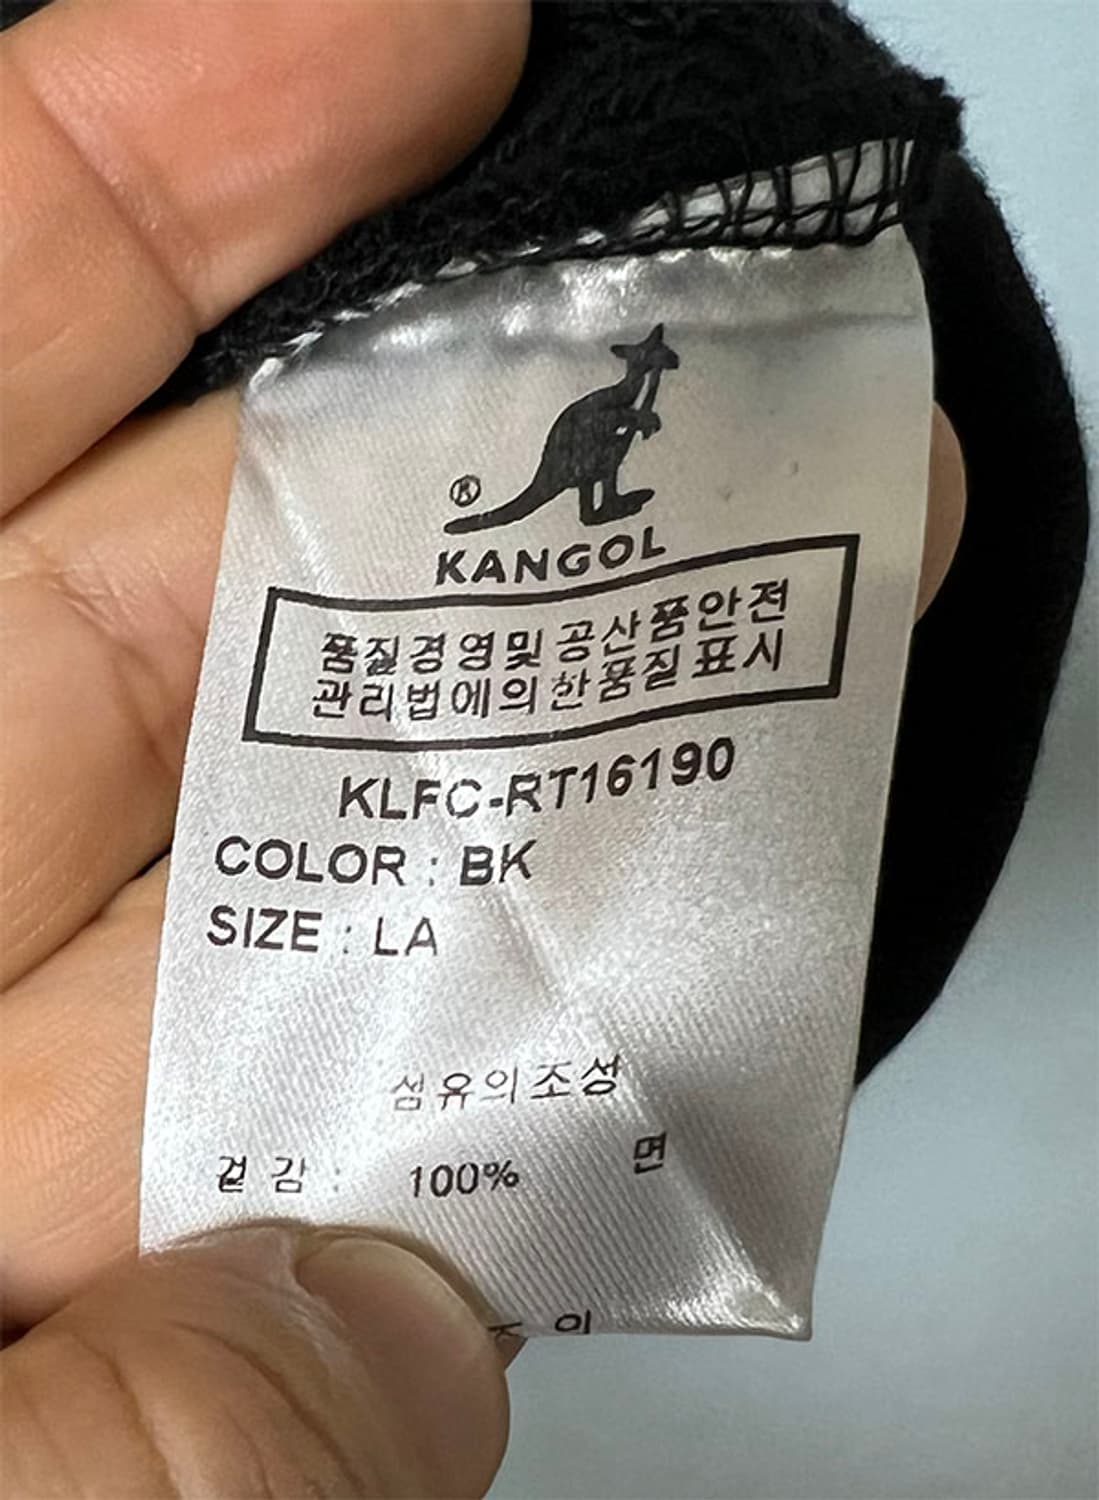 ®
KANGOL
품질경영및 공산품안전
관리법에의한품질표시
KLFC-RT16190
COLOR : BK
SIZE : LA
섬유의조성
겉 감 : 100% 면
의